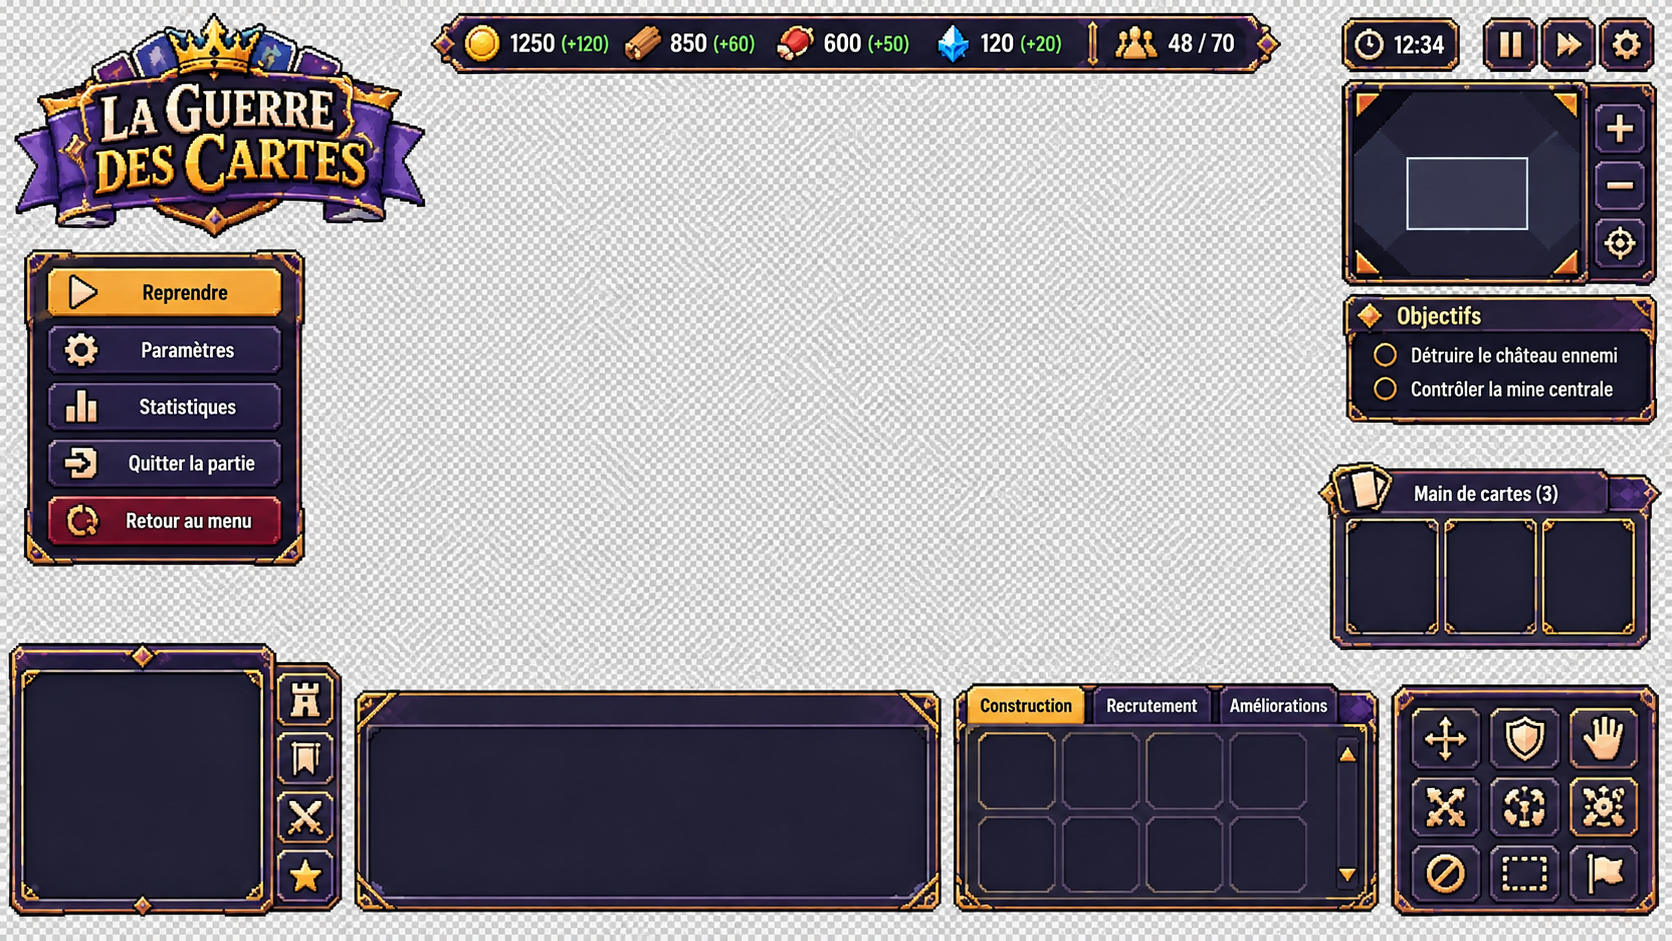 LA GUERRE
DES CARTES
1250 (+120) 850 (+60) 600 (+50) 120 (+20) 48 / 70
12:34
Reprendre
Paramètres
Statistiques
Quitter la partie
Retour au menu
Objectifs
Détruire le château ennemi
Contrôler la mine centrale
Main de cartes (3)
Construction Recrutement Améliorations